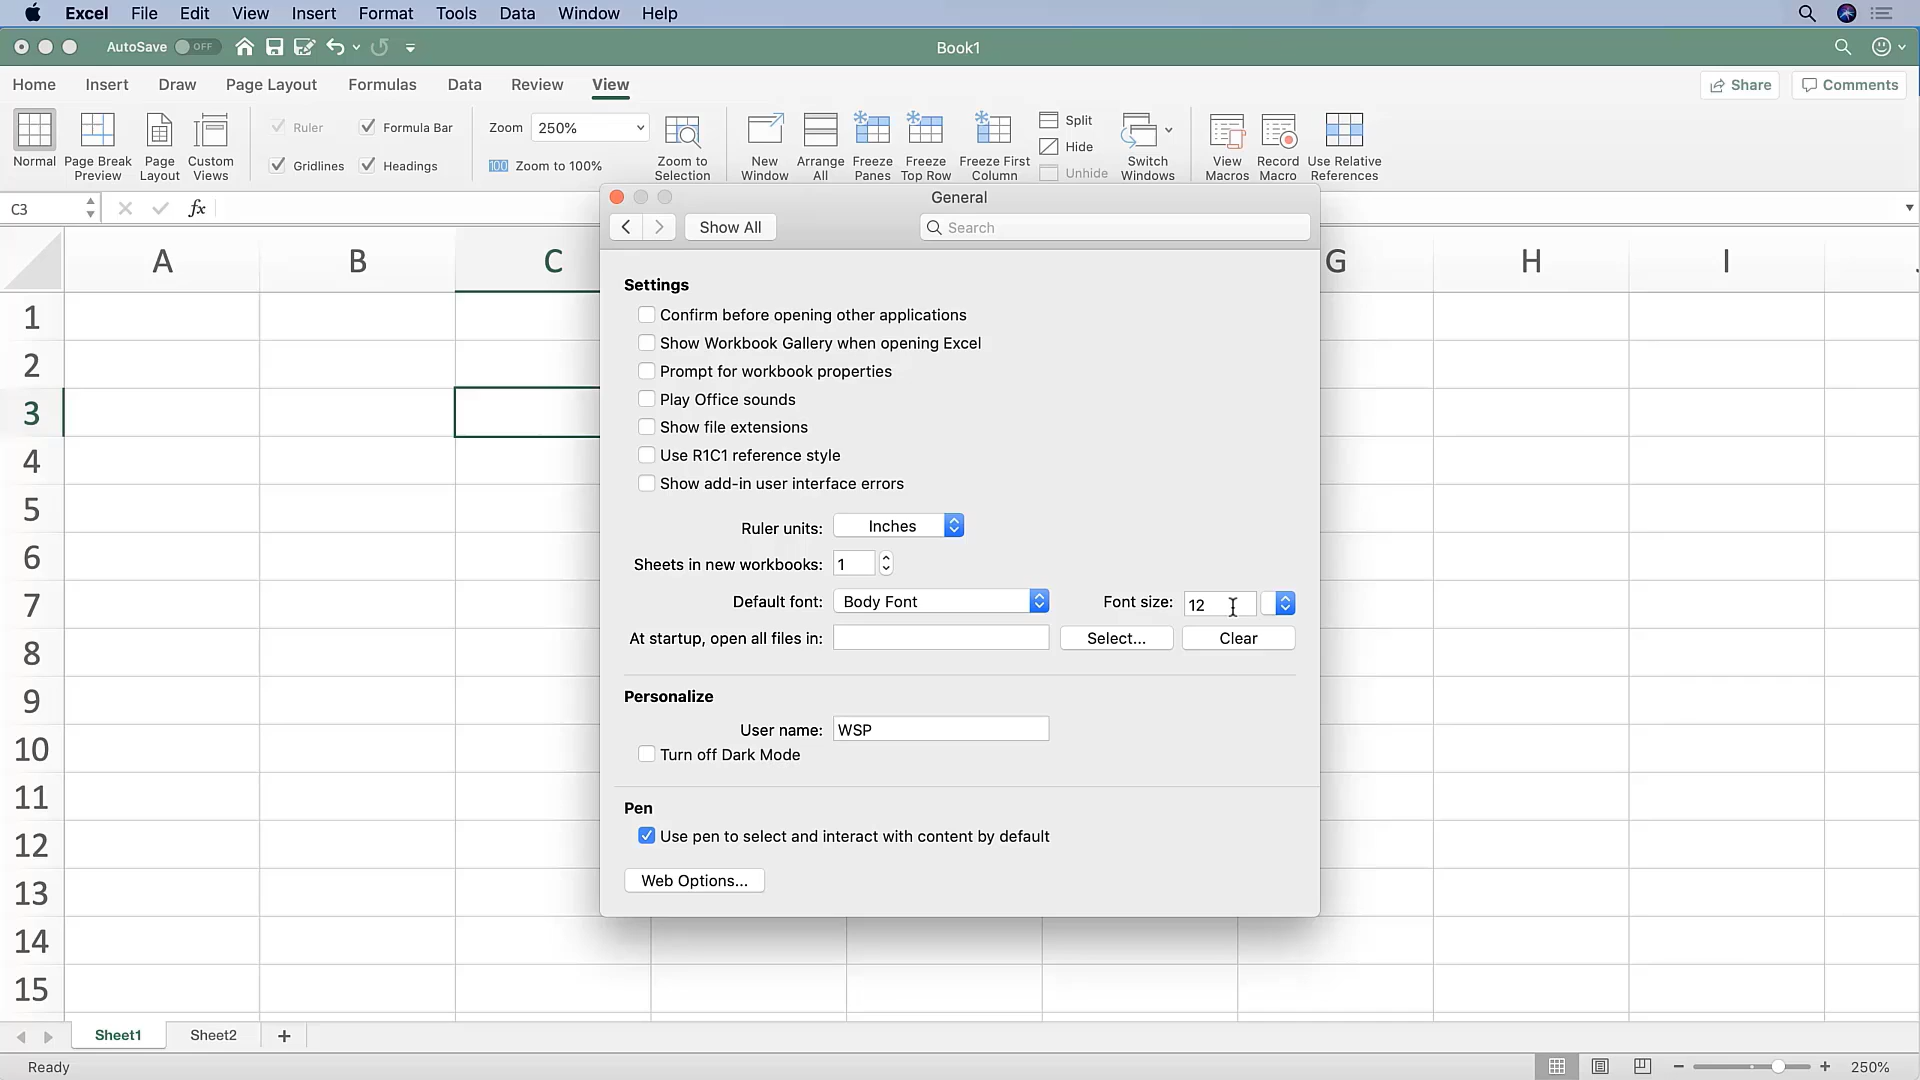 Excel File Edit View Insert Format Tools Data Window Help
AutoSave OFF Book1
Home Insert Draw Page Layout Formulas Data Review View Share Comments
Normal
Page Break Preview
Page Layout
Custom Views
Ruler
Formula Bar
Gridlines
Headings
Zoom 250%
100 Zoom to 100%
Zoom to Selection
New Window
Arrange All
Freeze Panes
Freeze Top Row
Freeze First Column
Split
Hide
Unhide
Switch Windows
View Macros
Record Macro
Use Relative References
C3 fx
General
Show All Search
A B C G H I
1
2
3
4
5
6
7
8
9
10
11
12
13
14
15
Settings
Confirm before opening other applications
Show Workbook Gallery when opening Excel
Prompt for workbook properties
Play Office sounds
Show file extensions
Use R1C1 reference style
Show add-in user interface errors
Ruler units: Inches
Sheets in new workbooks: 1
Default font: Body Font Font size: 12
At startup, open all files in: Select... Clear
Personalize
User name: WSP
Turn off Dark Mode
Pen
Use pen to select and interact with content by default
Web Options...
Sheet1 Sheet2 +
Ready 250%